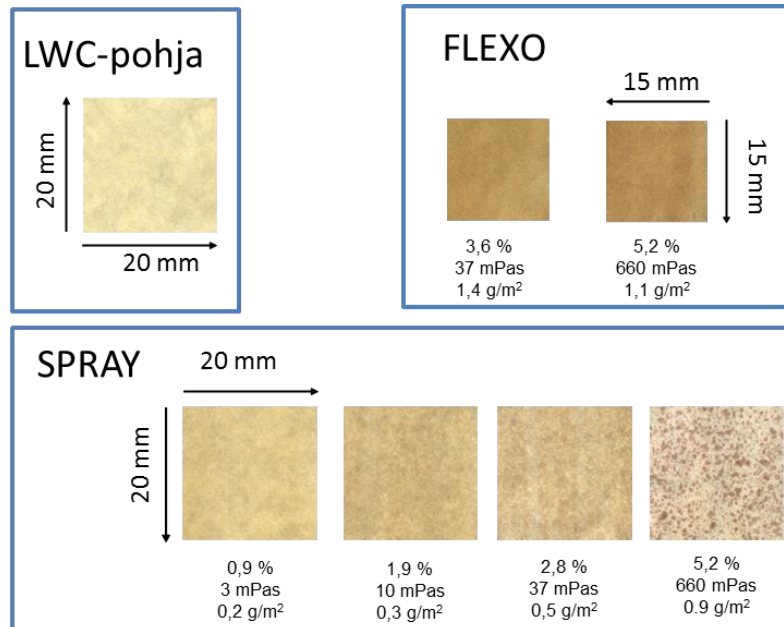 LWC-pohja
20 mm
20 mm
FLEXO
15 mm
15 mm
3,6 %
37 mPas
1,4 g/m²
5,2 %
660 mPas
1,1 g/m²
SPRAY
20 mm
20 mm
0,9 %
3 mPas
0,2 g/m²
1,9 %
10 mPas
0,3 g/m²
2,8 %
37 mPas
0,5 g/m²
5,2 %
660 mPas
0.9 g/m²